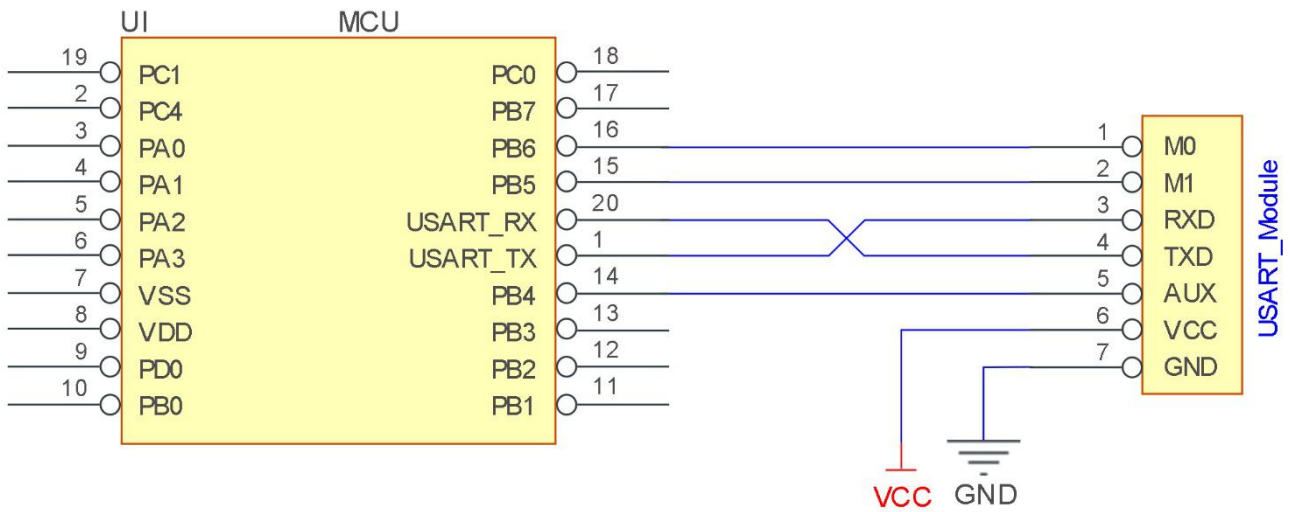 UI MCU
19 PC1 PC0 18
2 PC4 PB7 17
3 PA0 PB6 16 1 M0
4 PA1 PB5 15 2 M1
5 PA2 USART_RX 20 3 RXD
6 PA3 USART_TX 1 4 TXD
7 VSS PB4 14 5 AUX
8 VDD PB3 13 6 VCC
9 PD0 PB2 12 7 GND
10 PB0 PB1 11
USART_Module
VCC GND